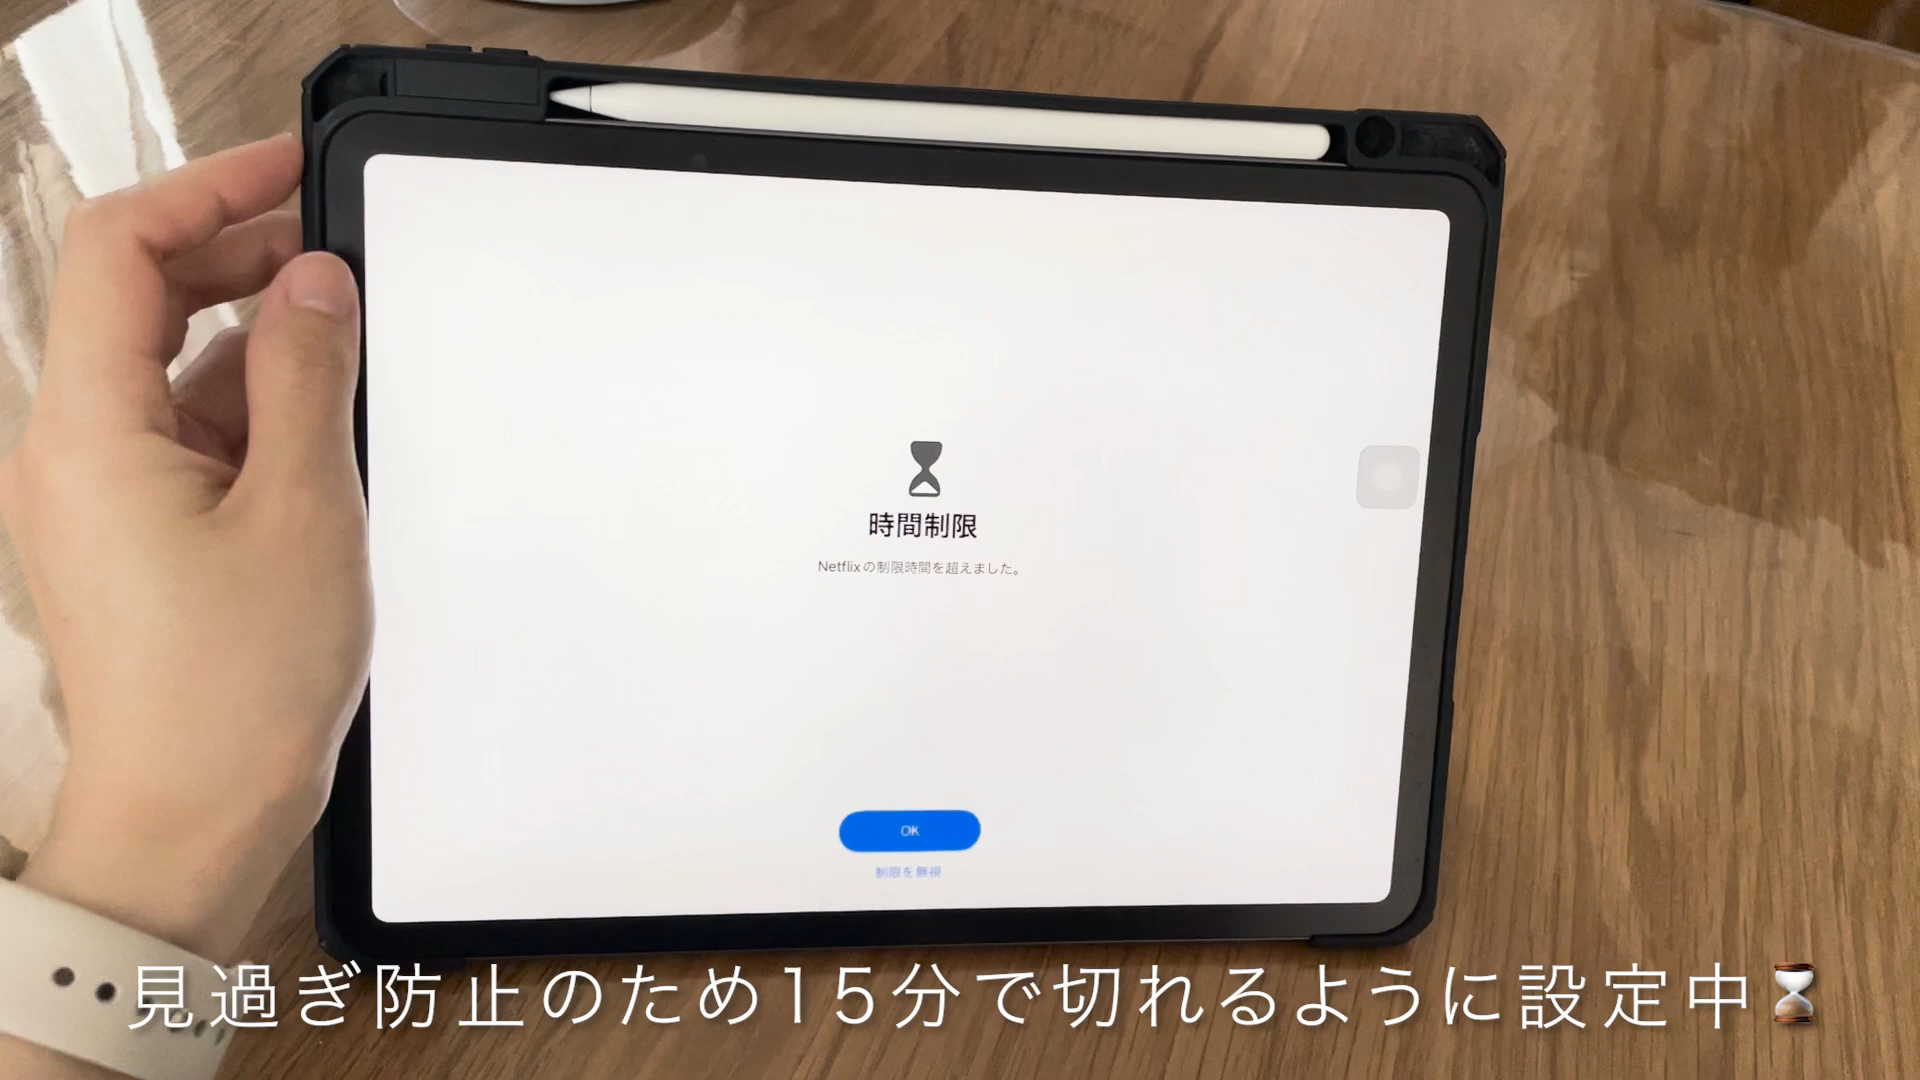 時間制限
Netflixの制限時間を超えました。
OK
制限を無視
見過ぎ防止のため15分で切れるように設定中⏳